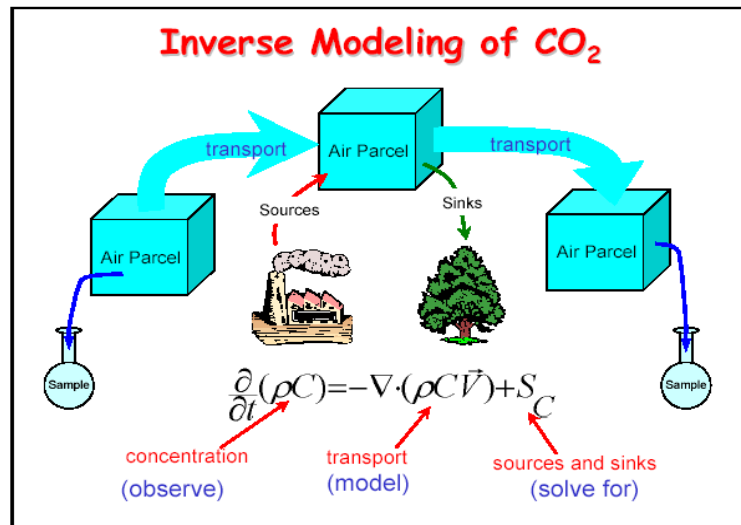 Inverse Modeling of CO₂
transport
Air Parcel
transport
Sources
Sinks
Air Parcel
Air Parcel
Sample
Sample
∂/∂t(ρC)=−∇·(ρCV⃗)+S_C
concentration
transport
sources and sinks
(observe)
(model)
(solve for)